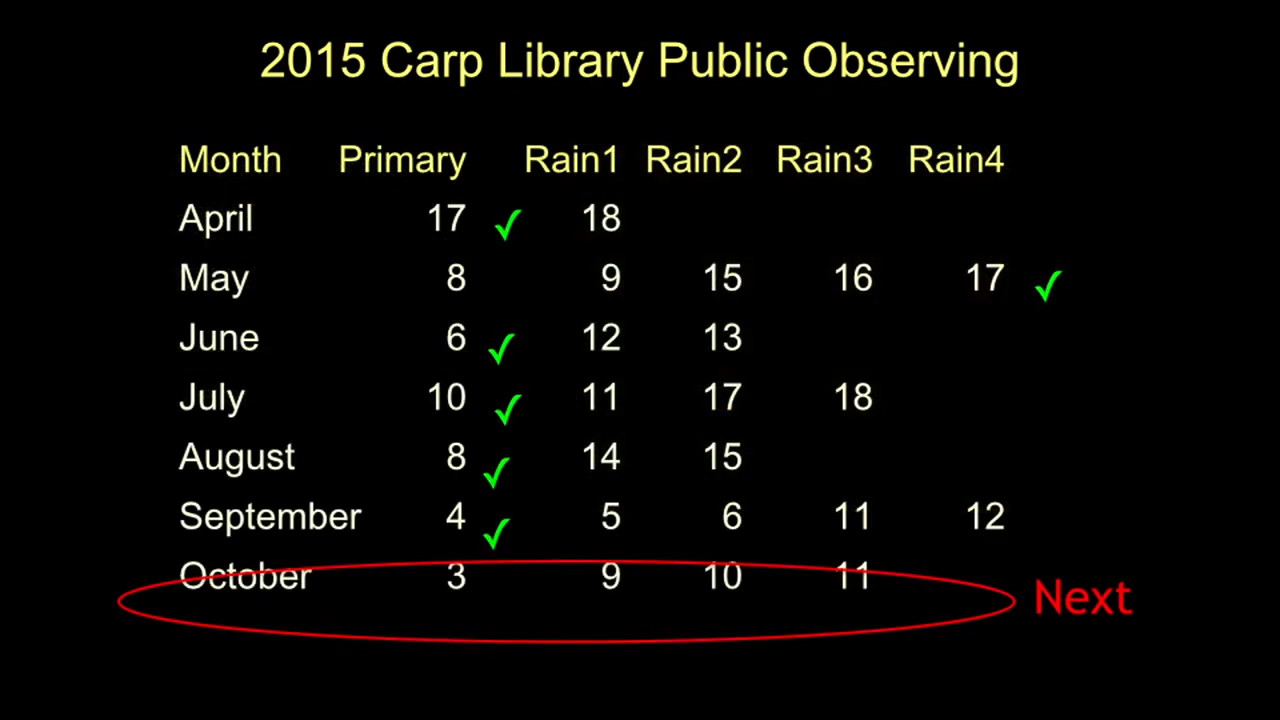 2015 Carp Library Public Observing
Month Primary Rain1 Rain2 Rain3 Rain4
April 17 ✓ 18
May 8 9 15 16 17 ✓
June 6 ✓ 12 13
July 10 ✓ 11 17 18
August 8 ✓ 14 15
September 4 ✓ 5 6 11 12
October 3 9 10 11
Next